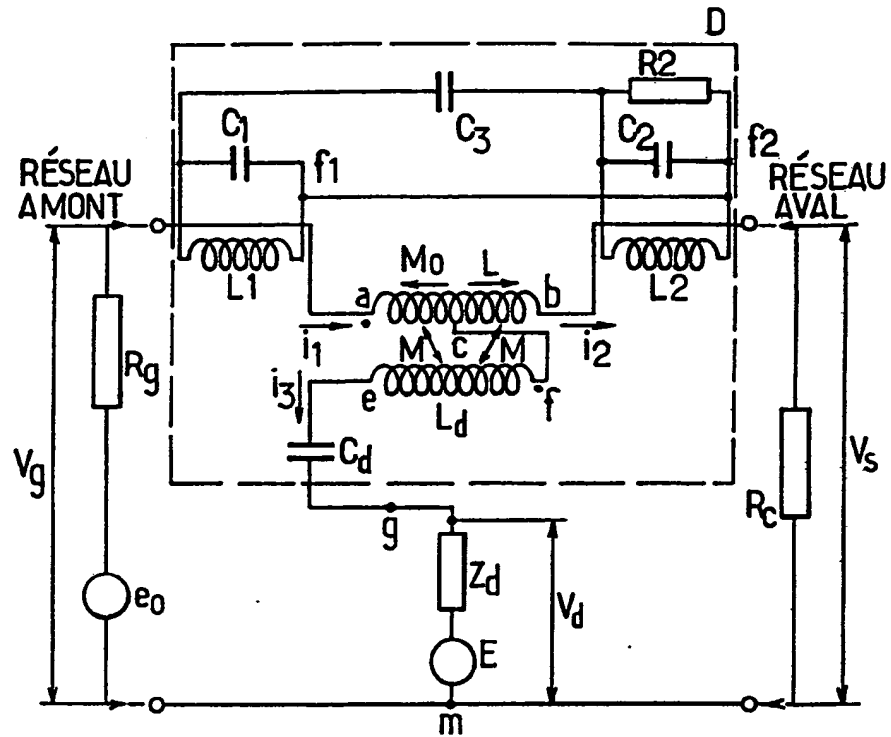 D
R2
C1
C3
C2
f1
f2
RÉSEAU
AMONT
RÉSEAU
AVAL
L1
Mo
L
L2
a
b
i1
M
c
M
i2
Rg
i3
e
Ld
f
Vg
Cd
Vs
Rc
g
Zd
Vd
eo
E
m